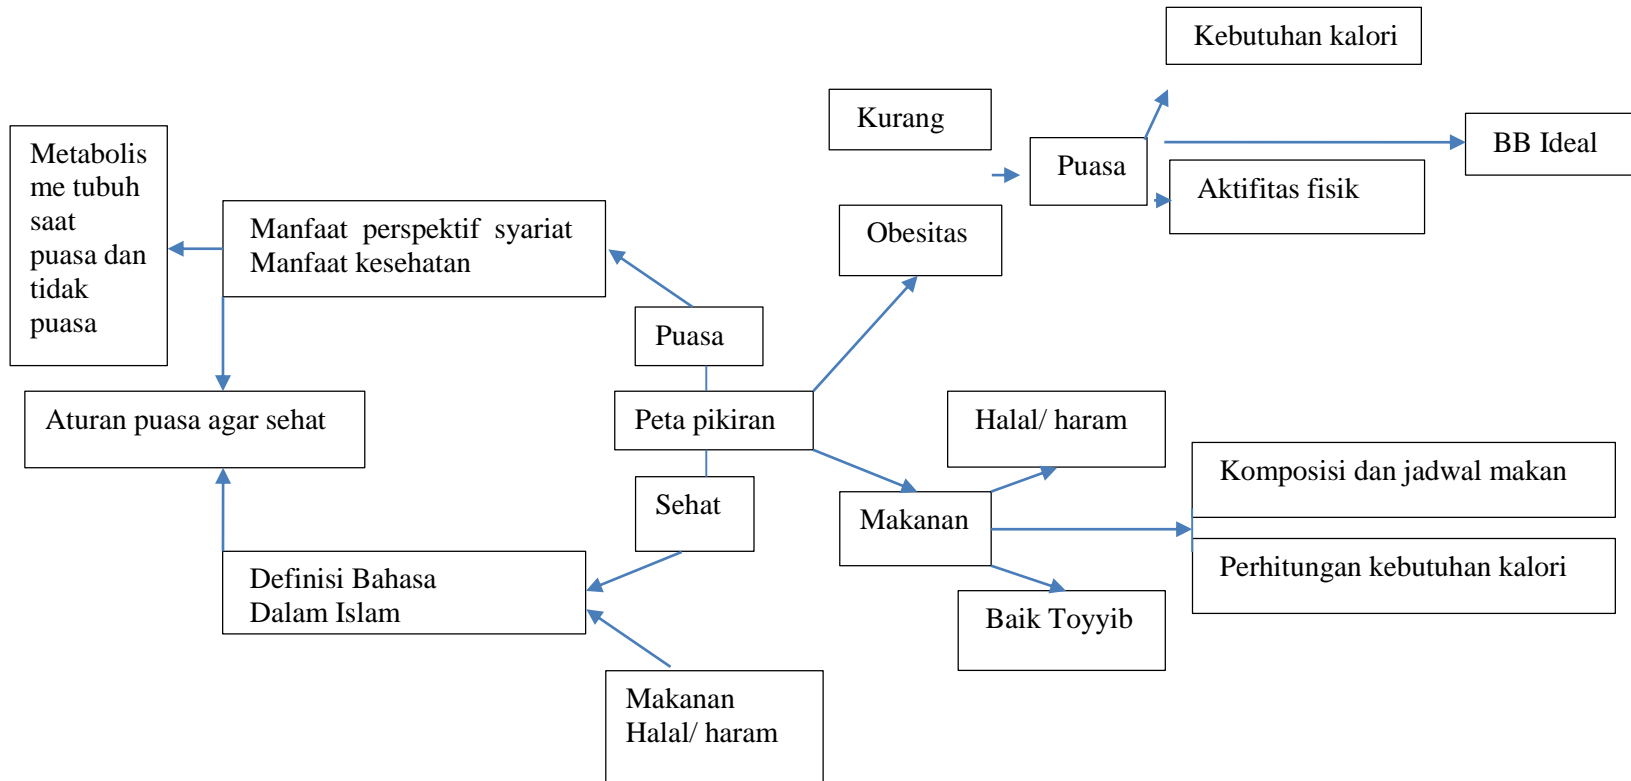 Kebutuhan kalori
Kurang
Puasa
BB Ideal
Aktifitas fisik
Metabolis
me tubuh
saat
puasa dan
tidak
puasa
Manfaat perspektif syariat
Manfaat kesehatan
Obesitas
Puasa
Aturan puasa agar sehat
Peta pikiran
Halal/ haram
Komposisi dan jadwal makan
Sehat
Makanan
Perhitungan kebutuhan kalori
Definisi Bahasa
Dalam Islam
Baik Toyyib
Makanan
Halal/ haram